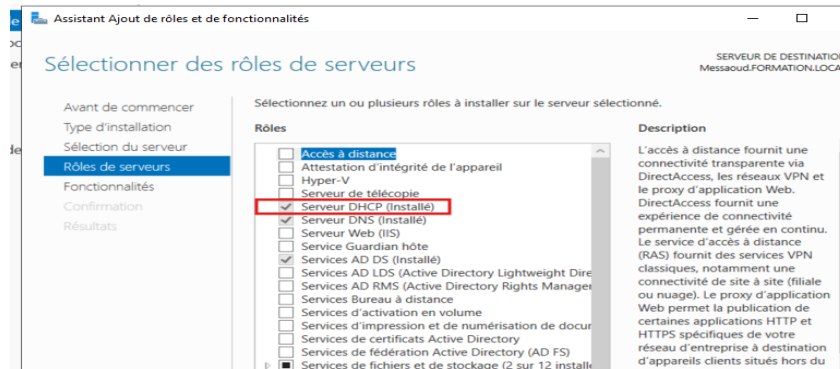 Assistant Ajout de rôles et de fonctionnalités
Sélectionner des rôles de serveurs
SERVEUR DE DESTINATION
Messaoud.FORMATION.LOCA
Avant de commencer
Type d'installation
Sélection du serveur
Rôles de serveurs
Fonctionnalités
Confirmation
Résultats
Sélectionnez un ou plusieurs rôles à installer sur le serveur sélectionné.
Rôles
Accès à distance
Attestation d'intégrité de l'appareil
Hyper-V
Serveur de télécopie
Serveur DHCP (Installé)
Serveur DNS (Installé)
Serveur Web (IIS)
Service Guardian hôte
Services AD DS (Installé)
Services AD LDS (Active Directory Lightweight Dire
Services AD RMS (Active Directory Rights Manager
Services Bureau à distance
Services d'activation en volume
Services d'impression et de numérisation de docur
Services de certificats Active Directory
Services de fédération Active Directory (AD FS)
Services de fichiers et de stockage (2 sur 12 installe
Description
L'accès à distance fournit une
connectivité transparente via
DirectAccess, les réseaux VPN et
le proxy d'application Web.
DirectAccess fournit une
expérience de connectivité
permanente et gérée en continu.
Le service d'accès à distance
(RAS) fournit des services VPN
classiques, notamment une
connectivité de site à site (filiale
ou nuage). Le proxy d'application
Web permet la publication de
certaines applications HTTP et
HTTPS spécifiques de votre
réseau d'entreprise à destination
d'appareils clients situés hors du